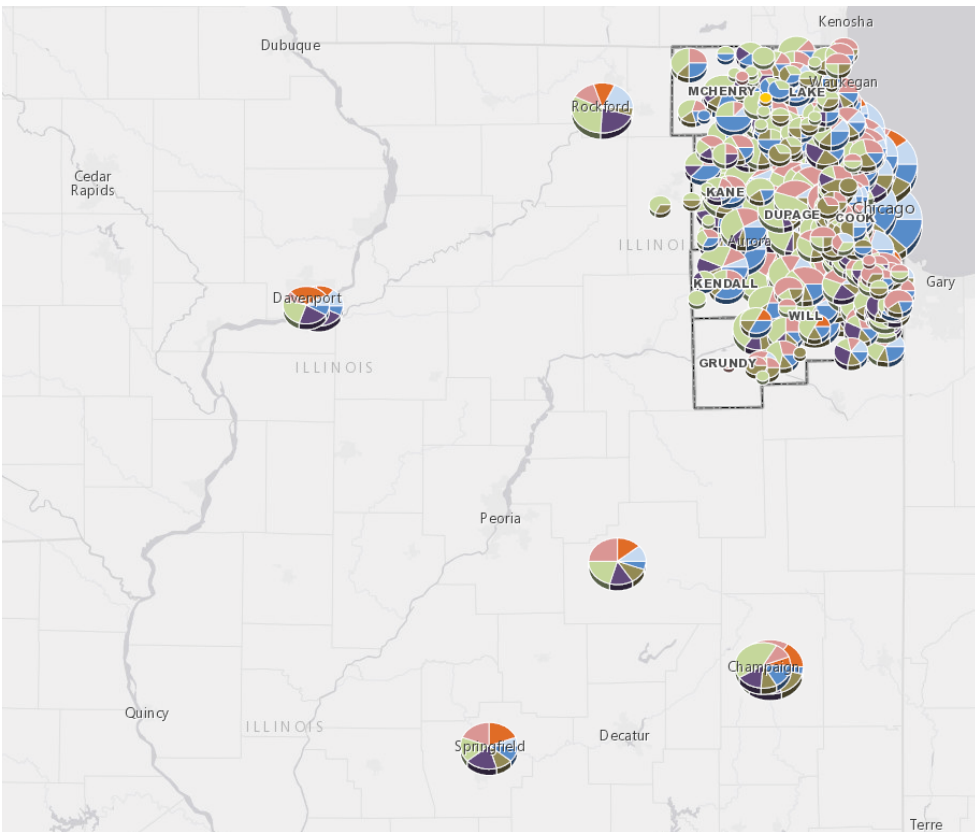 Kenosha
Dubuque
Waukegan
MCHENRY
LAKE
Rockford
Cedar
Rapids
KANE
Chicago
DUPAGE
COOK
ILLINOIS
Aurora
Gary
KENDALL
Davenport
WILL
GRUNDY
ILLINOIS
Peoria
Champaign
Quincy
ILLINOIS
Decatur
Springfield
Terre